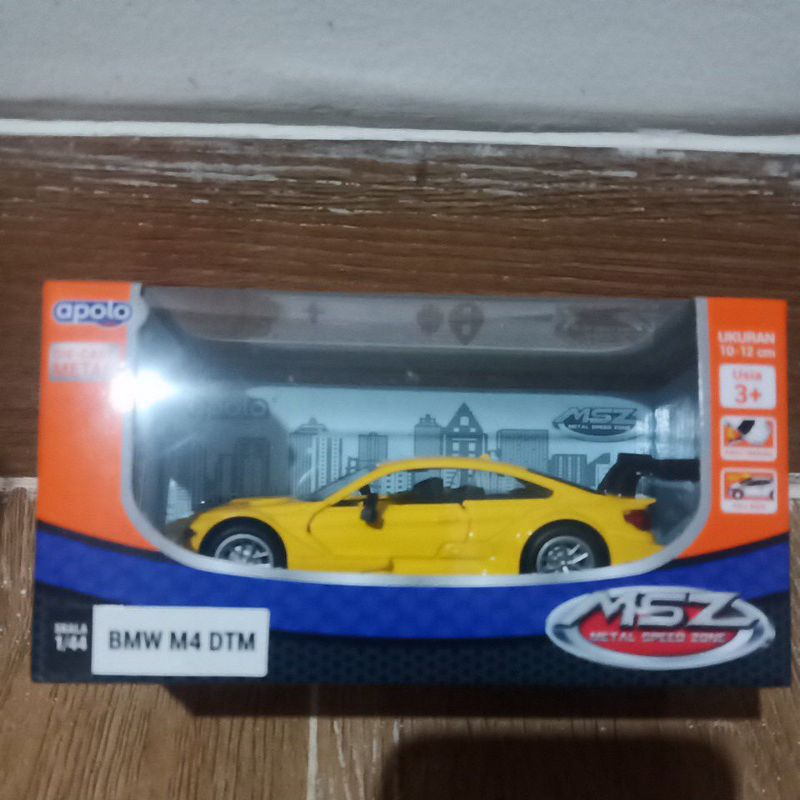 apolo
DIE-CAST
METAL
UKURAN
10-12 cm
Usia
3+
apolo
MSZ
METAL SPEED ZONE
SKALA
1/44
BMW M4 DTM
MSZ
METAL SPEED ZONE